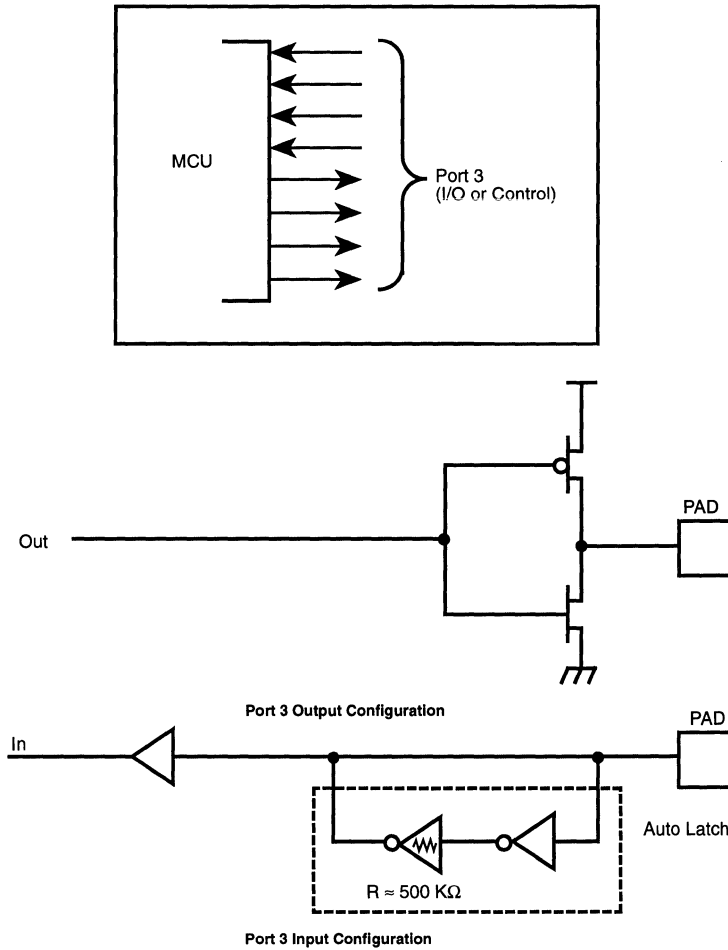 MCU
Port 3
(I/O or Control)
PAD
Out
Port 3 Output Configuration
PAD
In
Auto Latch
R ≈ 500 KΩ
Port 3 Input Configuration